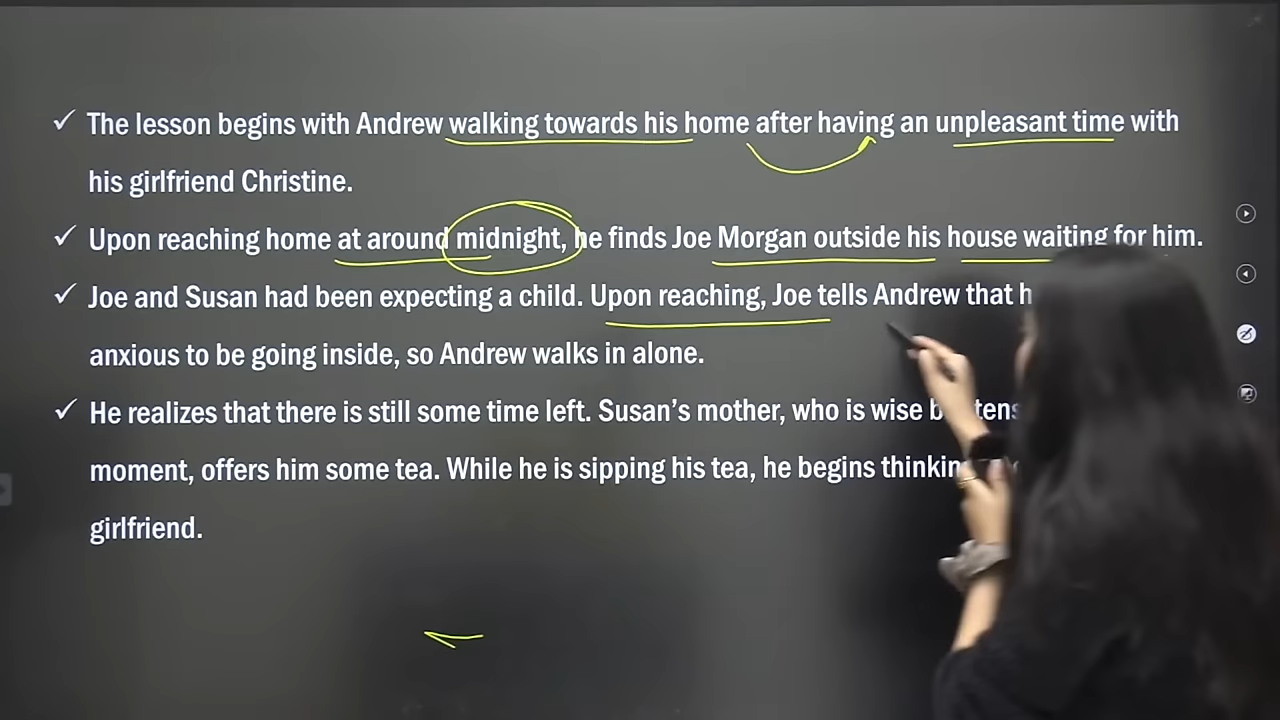 ✓ The lesson begins with Andrew walking towards his home after having an unpleasant time with
his girlfriend Christine.
✓ Upon reaching home at around midnight, he finds Joe Morgan outside his house waiting for him.
✓ Joe and Susan had been expecting a child. Upon reaching, Joe tells Andrew that
anxious to be going inside, so Andrew walks in alone.
✓ He realizes that there is still some time left. Susan's mother, who is wise
moment, offers him some tea. While he is sipping his tea, he begins
girlfriend.